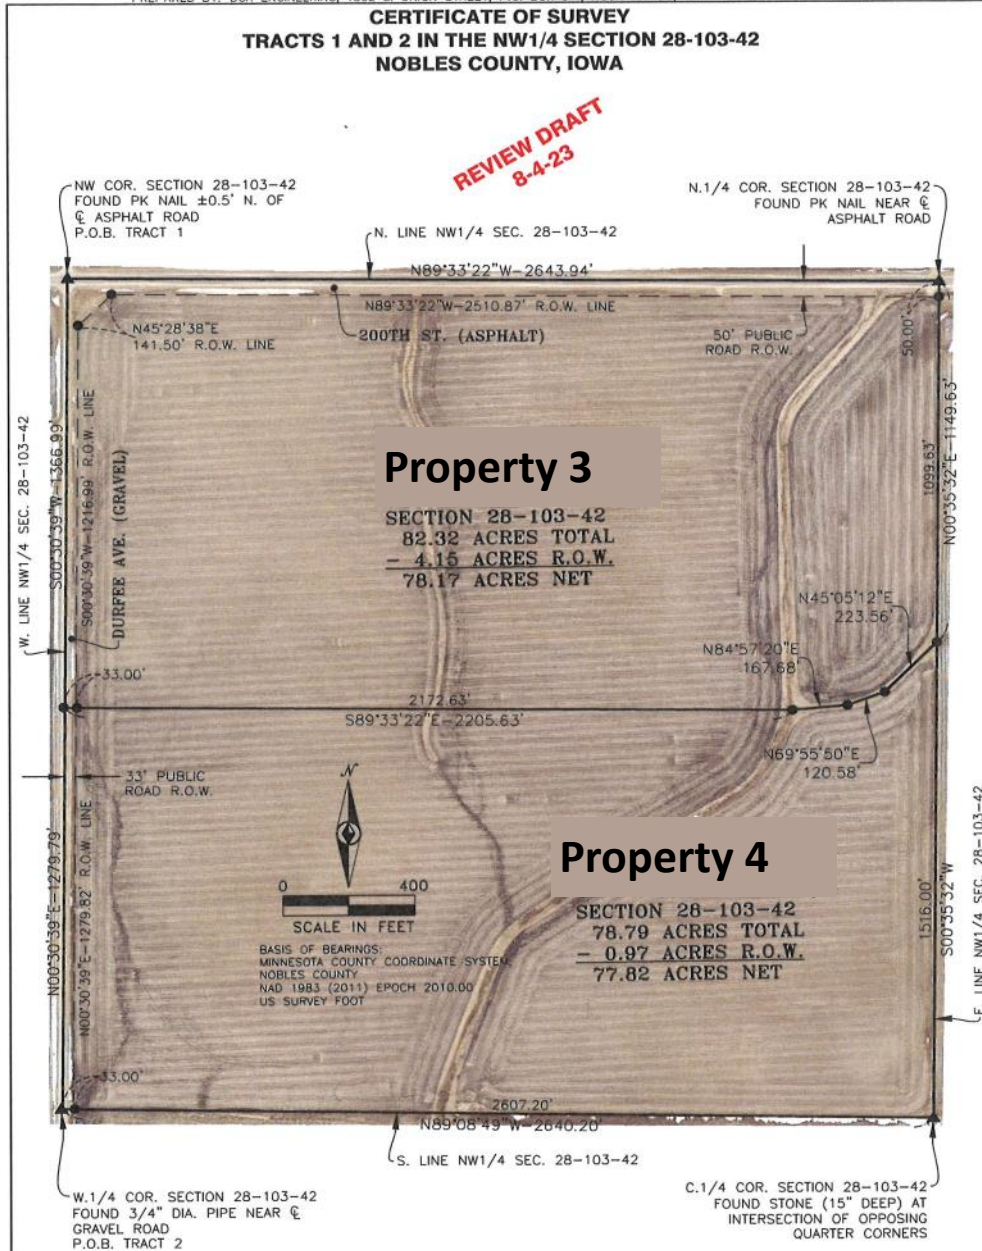 CERTIFICATE OF SURVEY
TRACTS 1 AND 2 IN THE NW1/4 SECTION 28-103-42
NOBLES COUNTY, IOWA
REVIEW DRAFT
8-4-23
NW COR. SECTION 28-103-42
FOUND PK NAIL ±0.5' N. OF
℄ ASPHALT ROAD
P.O.B. TRACT 1
N.1/4 COR. SECTION 28-103-42
FOUND PK NAIL NEAR ℄
ASPHALT ROAD
N. LINE NW1/4 SEC. 28-103-42
N89°33'22"W-2643.94'
N89°33'22"W-2510.87' R.O.W. LINE
N45°28'38"E
141.50' R.O.W. LINE
200TH ST. (ASPHALT)
50' PUBLIC
ROAD R.O.W.
50.00'
W. LINE NW1/4 SEC. 28-103-42
S00°30'39"W-1366.99'
S00°30'39"W-1216.99' R.O.W. LINE
DURFEE AVE. (GRAVEL)
1099.63'
N00°35'32"E-1149.63'
Property 3
SECTION 28-103-42
82.32 ACRES TOTAL
- 4.15 ACRES R.O.W.
78.17 ACRES NET
N45°05'12"E
223.56'
N84°57'20"E
167.68'
33.00'
2172.63'
S89°33'22"E-2205.63'
N69°55'50"E
120.58'
33' PUBLIC
ROAD R.O.W.
N
N00°30'39"E-1279.79'
N00°30'39"E-1279.82' R.O.W. LINE
Property 4
SECTION 28-103-42
78.79 ACRES TOTAL
- 0.97 ACRES R.O.W.
77.82 ACRES NET
0 400
SCALE IN FEET
BASIS OF BEARINGS:
MINNESOTA COUNTY COORDINATE SYSTEM,
NOBLES COUNTY
NAD 1983 (2011) EPOCH 2010.00
US SURVEY FOOT
1516.00'
S00°35'32"W
E. LINE NW1/4 SEC. 28-103-42
33.00'
2607.20'
N89°08'49"W-2640.20'
S. LINE NW1/4 SEC. 28-103-42
W.1/4 COR. SECTION 28-103-42
FOUND 3/4" DIA. PIPE NEAR ℄
GRAVEL ROAD
P.O.B. TRACT 2
C.1/4 COR. SECTION 28-103-42
FOUND STONE (15" DEEP) AT
INTERSECTION OF OPPOSING
QUARTER CORNERS